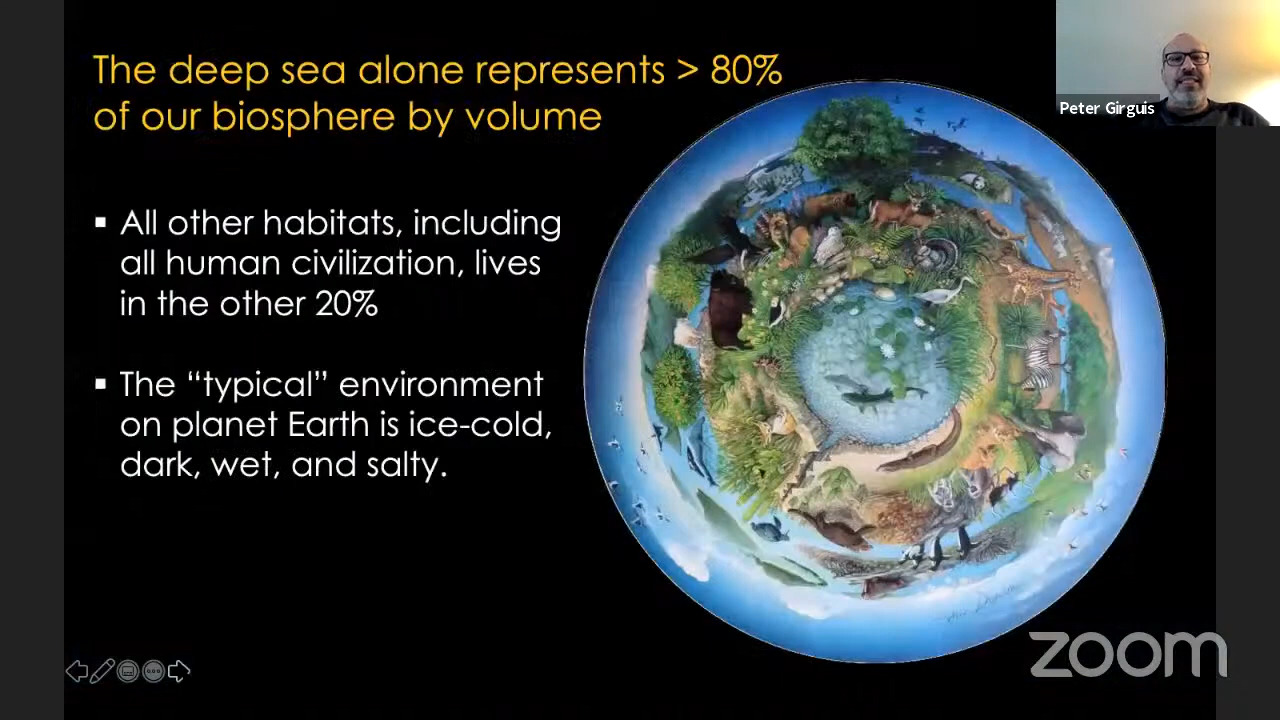 The deep sea alone represents > 80%
of our biosphere by volume
▪ All other habitats, including
all human civilization, lives
in the other 20%
▪ The “typical” environment
on planet Earth is ice-cold,
dark, wet, and salty.
Peter Girguis
zoom